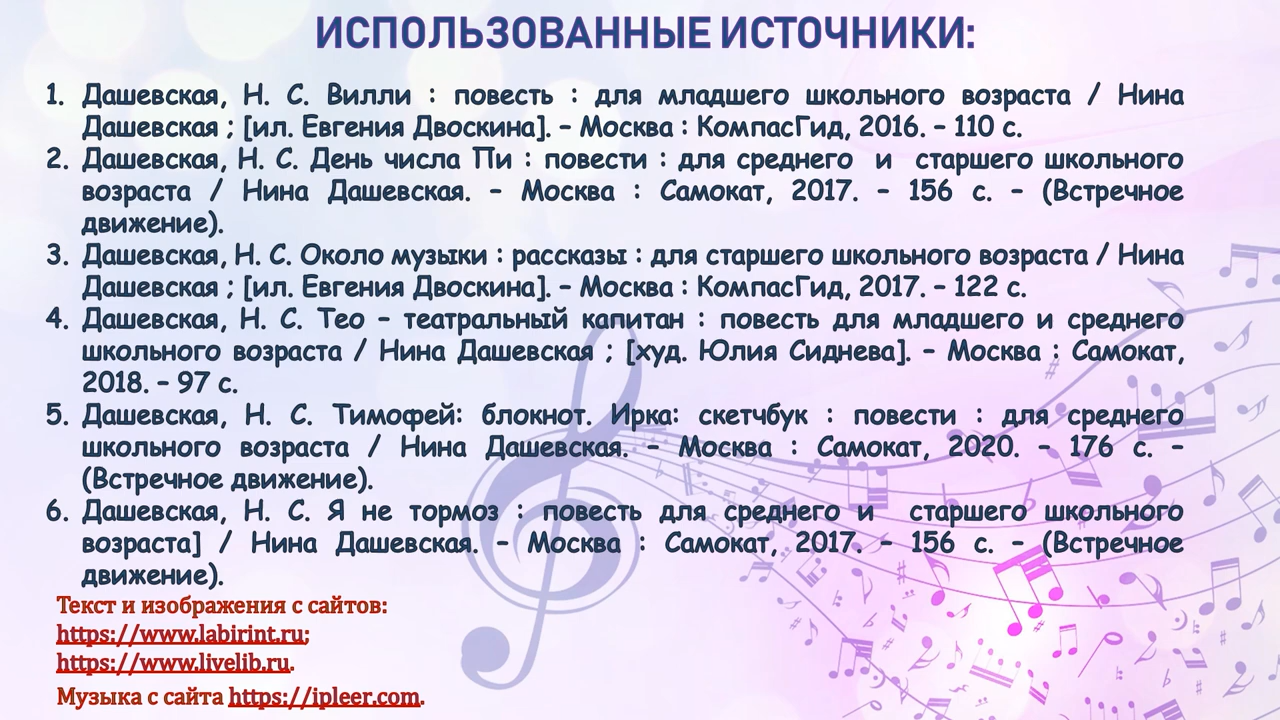 ИСПОЛЬЗОВАННЫЕ ИСТОЧНИКИ:
1. Дашевская, Н. С. Вилли : повесть : для младшего школьного возраста / Нина
Дашевская ; [ил. Евгения Двоскина]. – Москва : КомпасГид, 2016. – 110 с.
2. Дашевская, Н. С. День числа Пи : повести : для среднего и старшего школьного
возраста / Нина Дашевская. – Москва : Самокат, 2017. – 156 с. – (Встречное
движение).
3. Дашевская, Н. С. Около музыки : рассказы : для старшего школьного возраста / Нина
Дашевская ; [ил. Евгения Двоскина]. – Москва : КомпасГид, 2017. – 122 с.
4. Дашевская, Н. С. Тео – театральный капитан : повесть для младшего и среднего
школьного возраста / Нина Дашевская ; [худ. Юлия Сиднева]. – Москва : Самокат,
2018. – 97 с.
5. Дашевская, Н. С. Тимофей: блокнот. Ирка: скетчбук : повести : для среднего
школьного возраста / Нина Дашевская. – Москва : Самокат, 2020. – 176 с. –
(Встречное движение).
6. Дашевская, Н. С. Я не тормоз : повесть для среднего и старшего школьного
возраста] / Нина Дашевская. – Москва : Самокат, 2017. – 156 с. – (Встречное
движение).
Текст и изображения с сайтов:
https://www.labirint.ru;
https://www.livelib.ru.
Музыка с сайта https://ipleer.com.